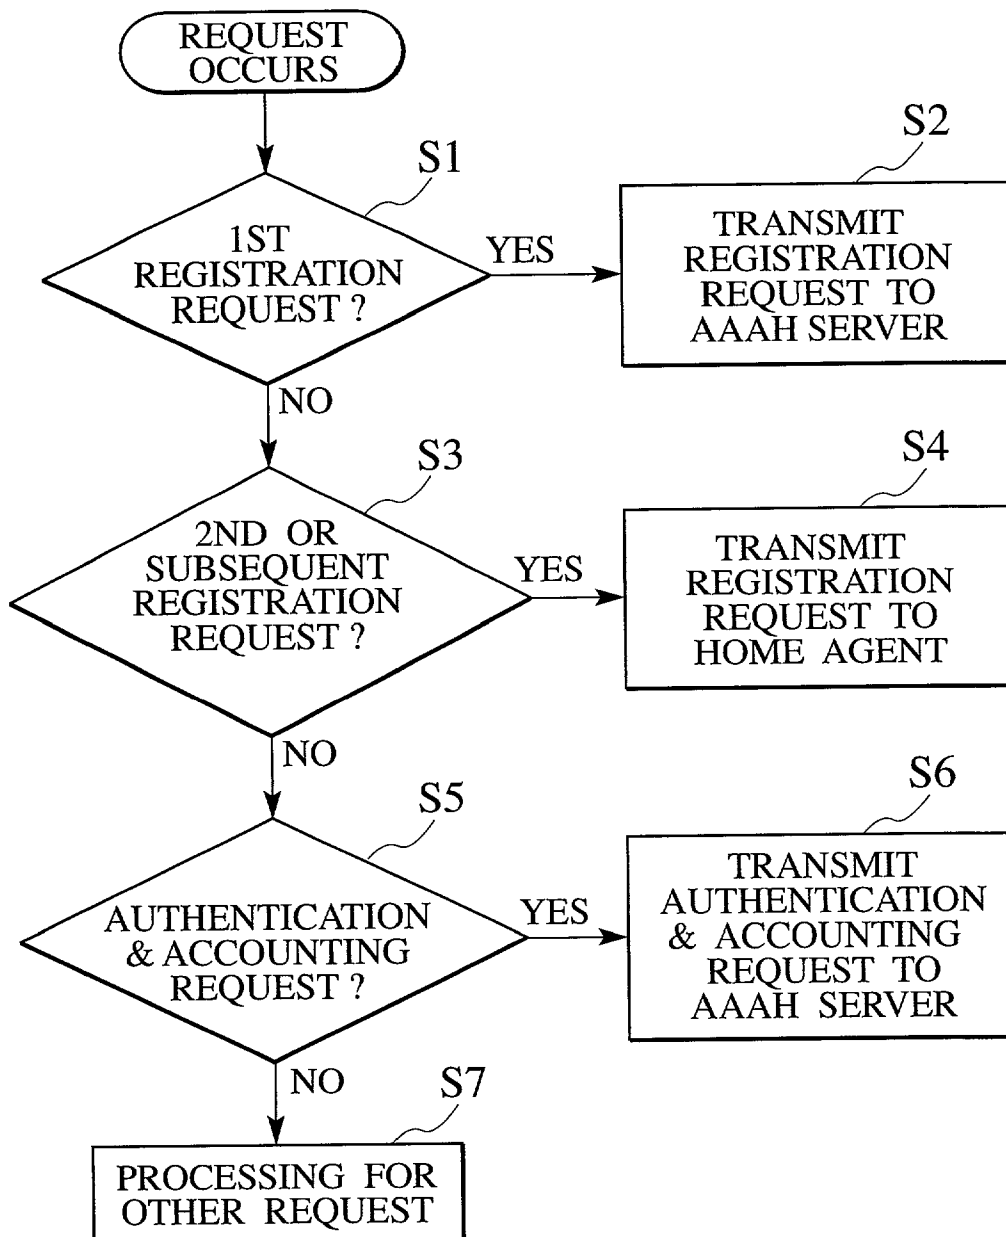 REQUEST
OCCURS
S1
1ST
REGISTRATION
REQUEST ?
YES
S2
TRANSMIT
REGISTRATION
REQUEST TO
AAAH SERVER
NO
S3
2ND OR
SUBSEQUENT
REGISTRATION
REQUEST ?
YES
S4
TRANSMIT
REGISTRATION
REQUEST TO
HOME AGENT
NO
S5
AUTHENTICATION
& ACCOUNTING
REQUEST ?
YES
S6
TRANSMIT
AUTHENTICATION
& ACCOUNTING
REQUEST TO
AAAH SERVER
NO
S7
PROCESSING FOR
OTHER REQUEST